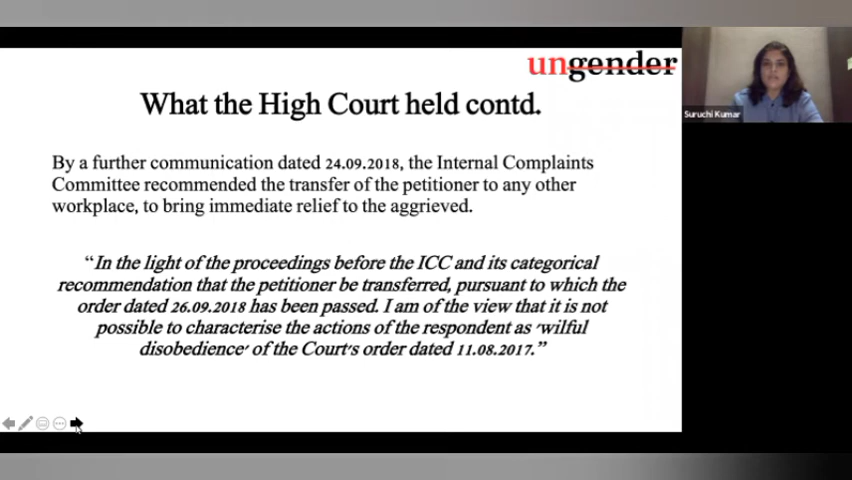 ungender
What the High Court held contd.
Suruchi Kumar
By a further communication dated 24.09.2018, the Internal Complaints
Committee recommended the transfer of the petitioner to any other
workplace, to bring immediate relief to the aggrieved.
“In the light of the proceedings before the ICC and its categorical
recommendation that the petitioner be transferred, pursuant to which the
order dated 26.09.2018 has been passed. I am of the view that it is not
possible to characterise the actions of the respondent as 'wilful
disobedience' of the Court's order dated 11.08.2017.”